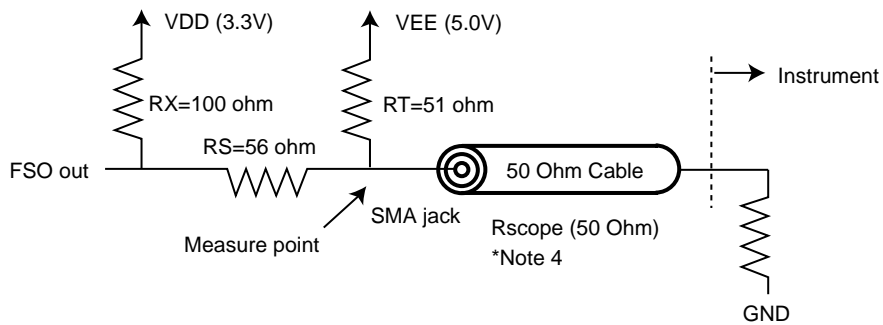 VDD (3.3V)
VEE (5.0V)
Instrument
RX=100 ohm
RT=51 ohm
RS=56 ohm
FSO out
50 Ohm Cable
SMA jack
Measure point
Rscope (50 Ohm)
*Note 4
GND